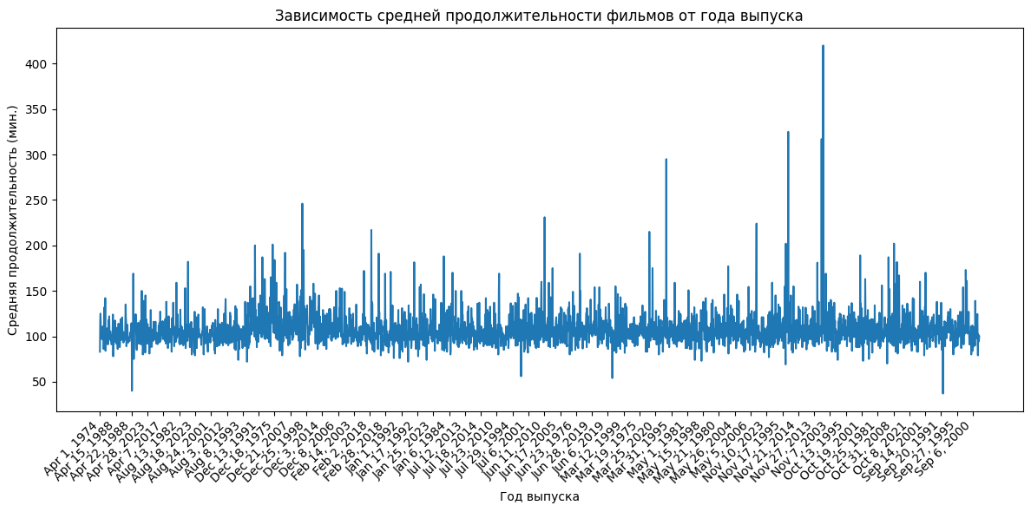 Зависимость средней продолжительности фильмов от года выпуска
Средняя продолжительность (мин.)
400
350
300
250
200
150
100
50
Apr 1, 1974
Apr 15, 1988
Apr 22, 1988
Apr 28, 2023
Apr 7, 2017
Aug 13, 1982
Aug 18, 2023
Aug 24, 2001
Aug 3, 2012
Aug 8, 1993
Dec 13, 1991
Dec 18, 1975
Dec 21, 2007
Dec 25, 1998
Dec 8, 2014
Feb 14, 2006
Feb 2, 2003
Feb 28, 2018
Jan 1, 2018
Jan 17, 1992
Jan 25, 2023
Jan 6, 1984
Jul 12, 2013
Jul 18, 2014
Jul 29, 2010
Jul 6, 1994
Jun 11, 2001
Jun 17, 2010
Jun 23, 2005
Jun 28, 1976
Jun 6, 2019
Mar 12, 1999
Mar 19, 1975
Mar 25, 2020
Mar 31, 1995
May 15, 1981
May 21, 1998
May 26, 1980
May 5, 2004
Nov 10, 2006
Nov 17, 2023
Nov 21, 1995
Nov 27, 2014
Nov 7, 2013
Oct 13, 2003
Oct 19, 1995
Oct 25, 2001
Oct 31, 1981
Oct 8, 2008
Sep 14, 2021
Sep 20, 2001
Sep 27, 1991
Sep 6, 1995
2000
Год выпуска